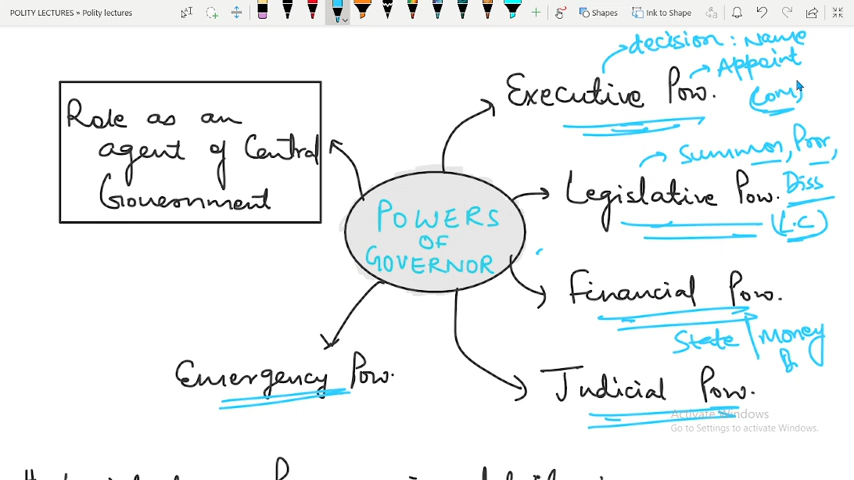 POLITY LECTURES » Polity lectures
Shapes
Ink to Shape
decision : Name
Appoint
Executive Pow.
(Com)
Role as an
agent of Central
Government
Summon, Pror,
Legislative Pow.
Diss
(L.C)
POWERS
OF
GOVERNOR
Financial Pow.
State
Money
B
Emergency Pow.
Judicial Pow.
Activate Windows
Go to Settings to activate Windows.